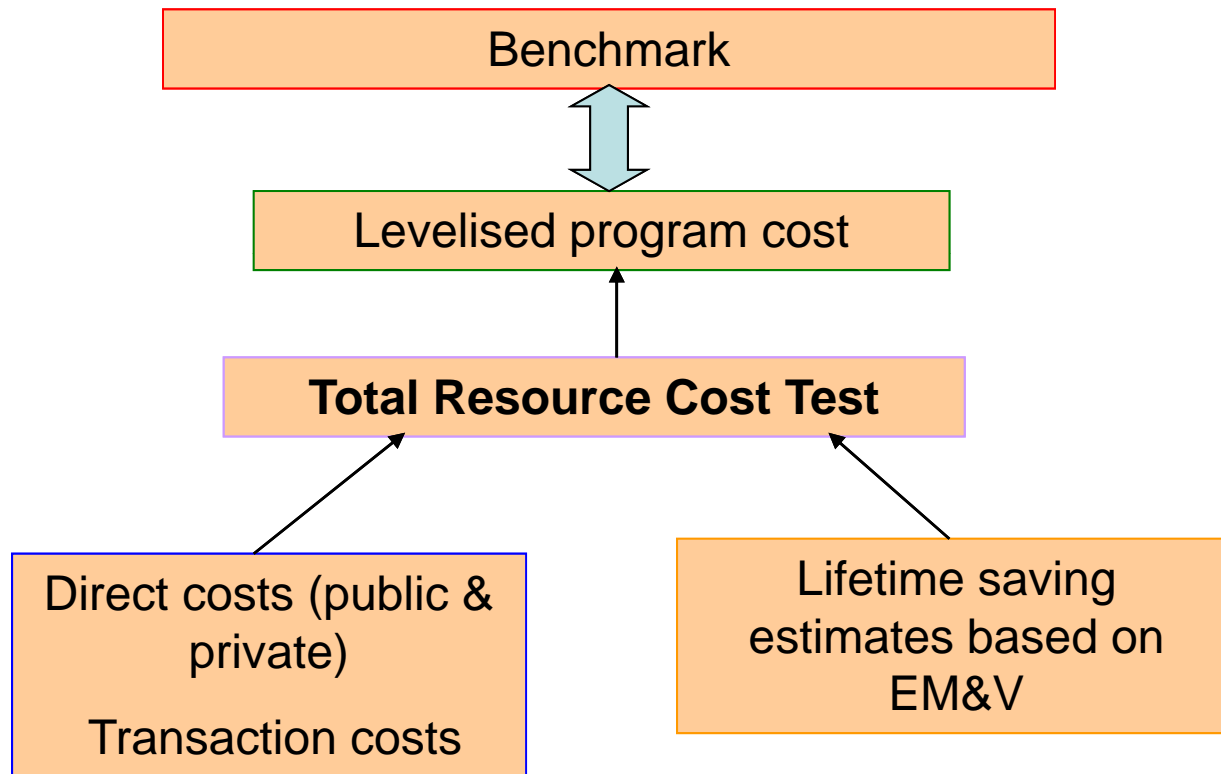 Benchmark
Levelised program cost
Total Resource Cost Test
Direct costs (public &
private)
Transaction costs
Lifetime saving
estimates based on
EM&V